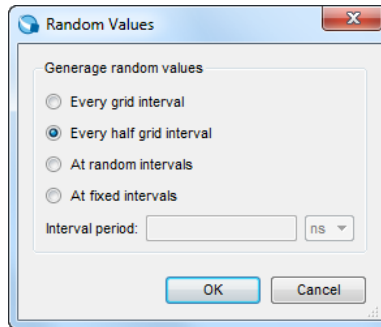 Random Values
Generage random values
Every grid interval
Every half grid interval
At random intervals
At fixed intervals
Interval period: ns
OK Cancel